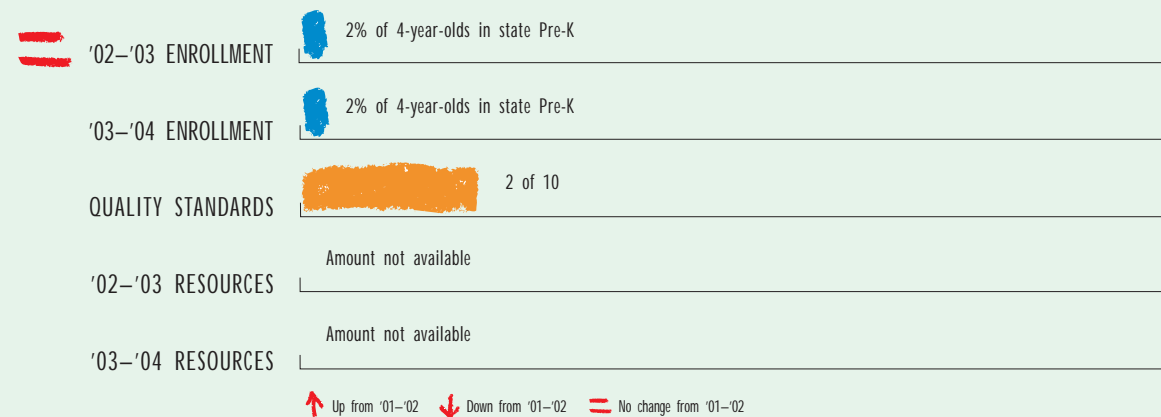 2% of 4-year-olds in state Pre-K
'02–'03 ENROLLMENT
2% of 4-year-olds in state Pre-K
'03–'04 ENROLLMENT
2 of 10
QUALITY STANDARDS
Amount not available
'02–'03 RESOURCES
Amount not available
'03–'04 RESOURCES
Up from '01–'02 Down from '01–'02 No change from '01–'02